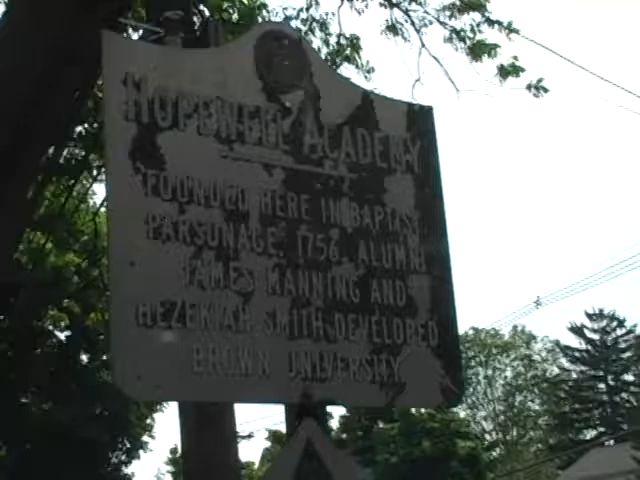 HOPEWELL ACADEMY
FOUNDED HERE IN BAPTIST
PARSONAGE, 1756. ALUMNI
JAMES MANNING AND
HEZEKIAH SMITH DEVELOPED
BROWN UNIVERSITY